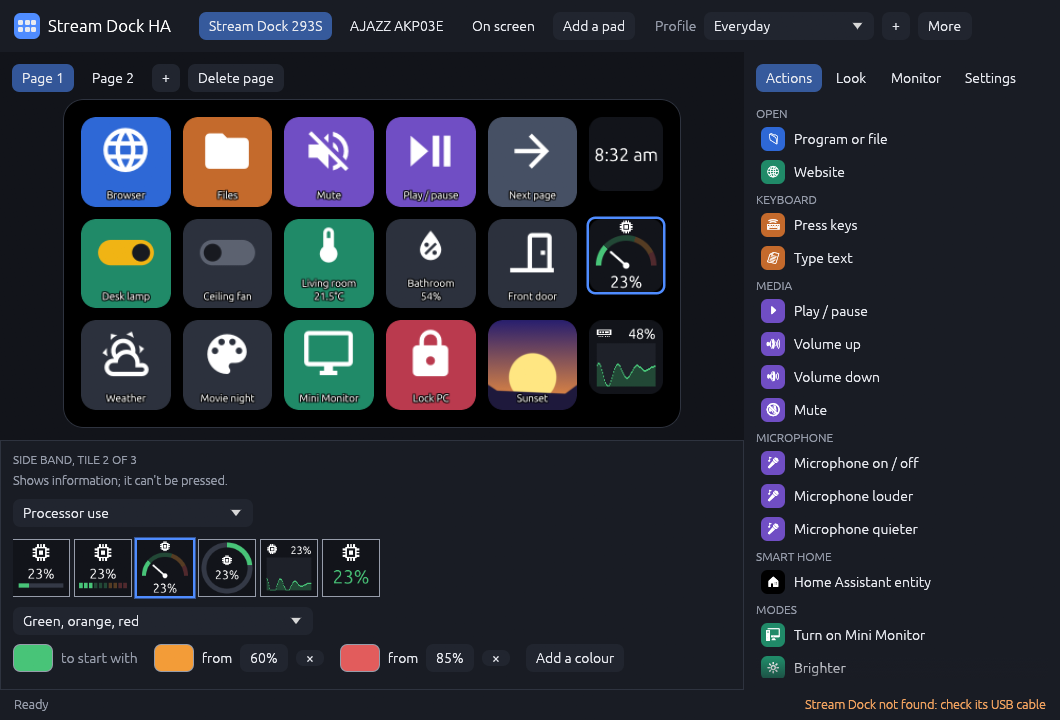 Stream Dock HA
Stream Dock 293S
AJAZZ AKP03E
On screen
Add a pad
Profile
Everyday
+
More
Page 1
Page 2
+
Delete page
Browser
Files
Mute
Play / pause
Next page
8:32 am
Desk lamp
Ceiling fan
Living room
21.5°C
Bathroom
54%
Front door
23%
Weather
Movie night
Mini Monitor
Lock PC
Sunset
48%
SIDE BAND, TILE 2 OF 3
Shows information; it can't be pressed.
Processor use
23%
23%
23%
23%
23%
23%
Green, orange, red
to start with
from
60%
×
from
85%
×
Add a colour
Actions
Look
Monitor
Settings
OPEN
Program or file
Website
KEYBOARD
Press keys
Type text
MEDIA
Play / pause
Volume up
Volume down
Mute
MICROPHONE
Microphone on / off
Microphone louder
Microphone quieter
SMART HOME
Home Assistant entity
MODES
Turn on Mini Monitor
Brighter
Ready
Stream Dock not found: check its USB cable